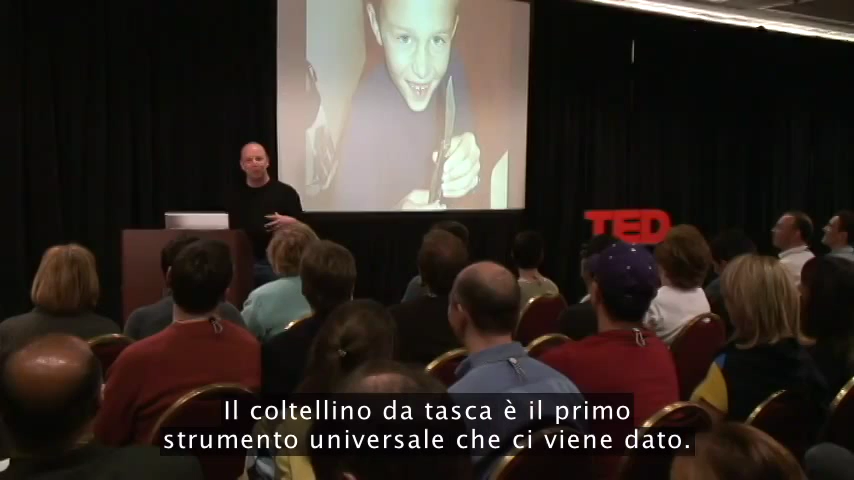 TED
Il coltellino da tasca è il primo
strumento universale che ci viene dato.